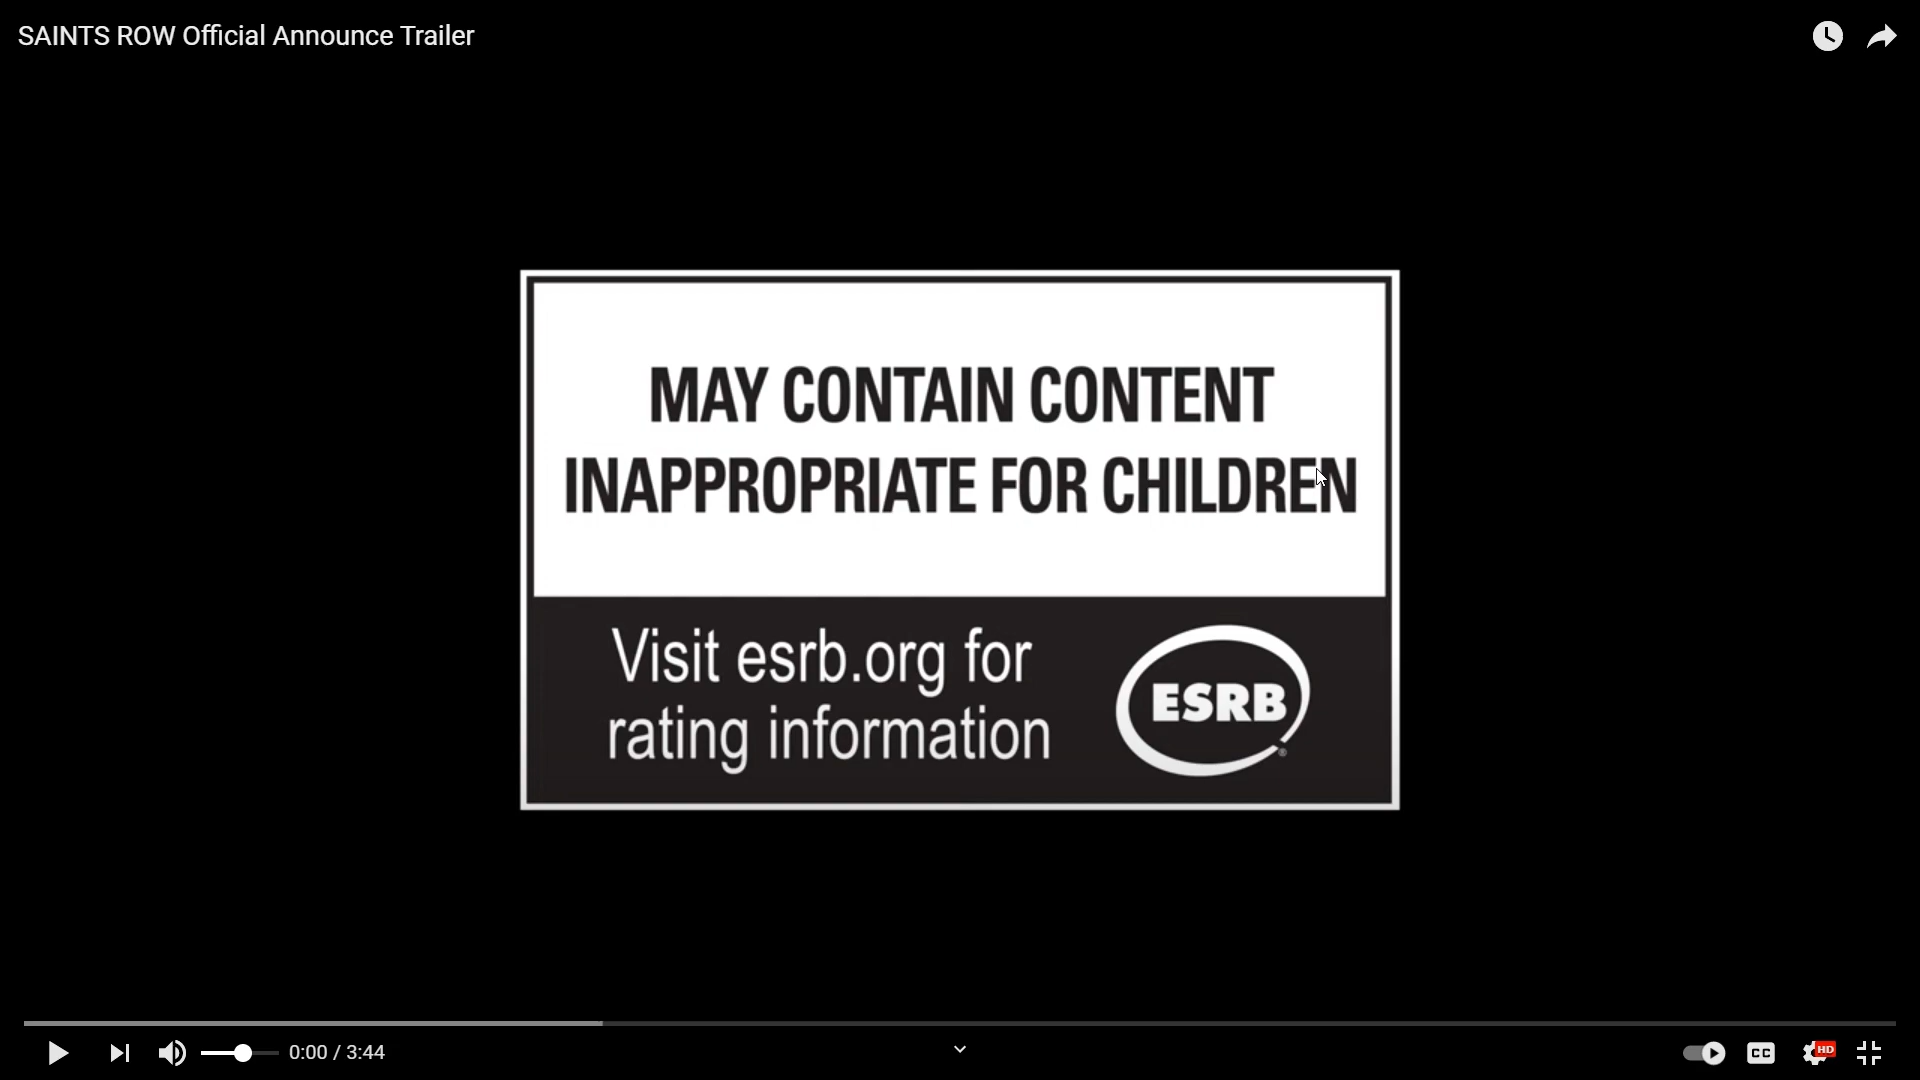 SAINTS ROW Official Announce Trailer
MAY CONTAIN CONTENT
INAPPROPRIATE FOR CHILDREN
Visit esrb.org for
rating information
ESRB
®
0:00 / 3:44
CC
HD